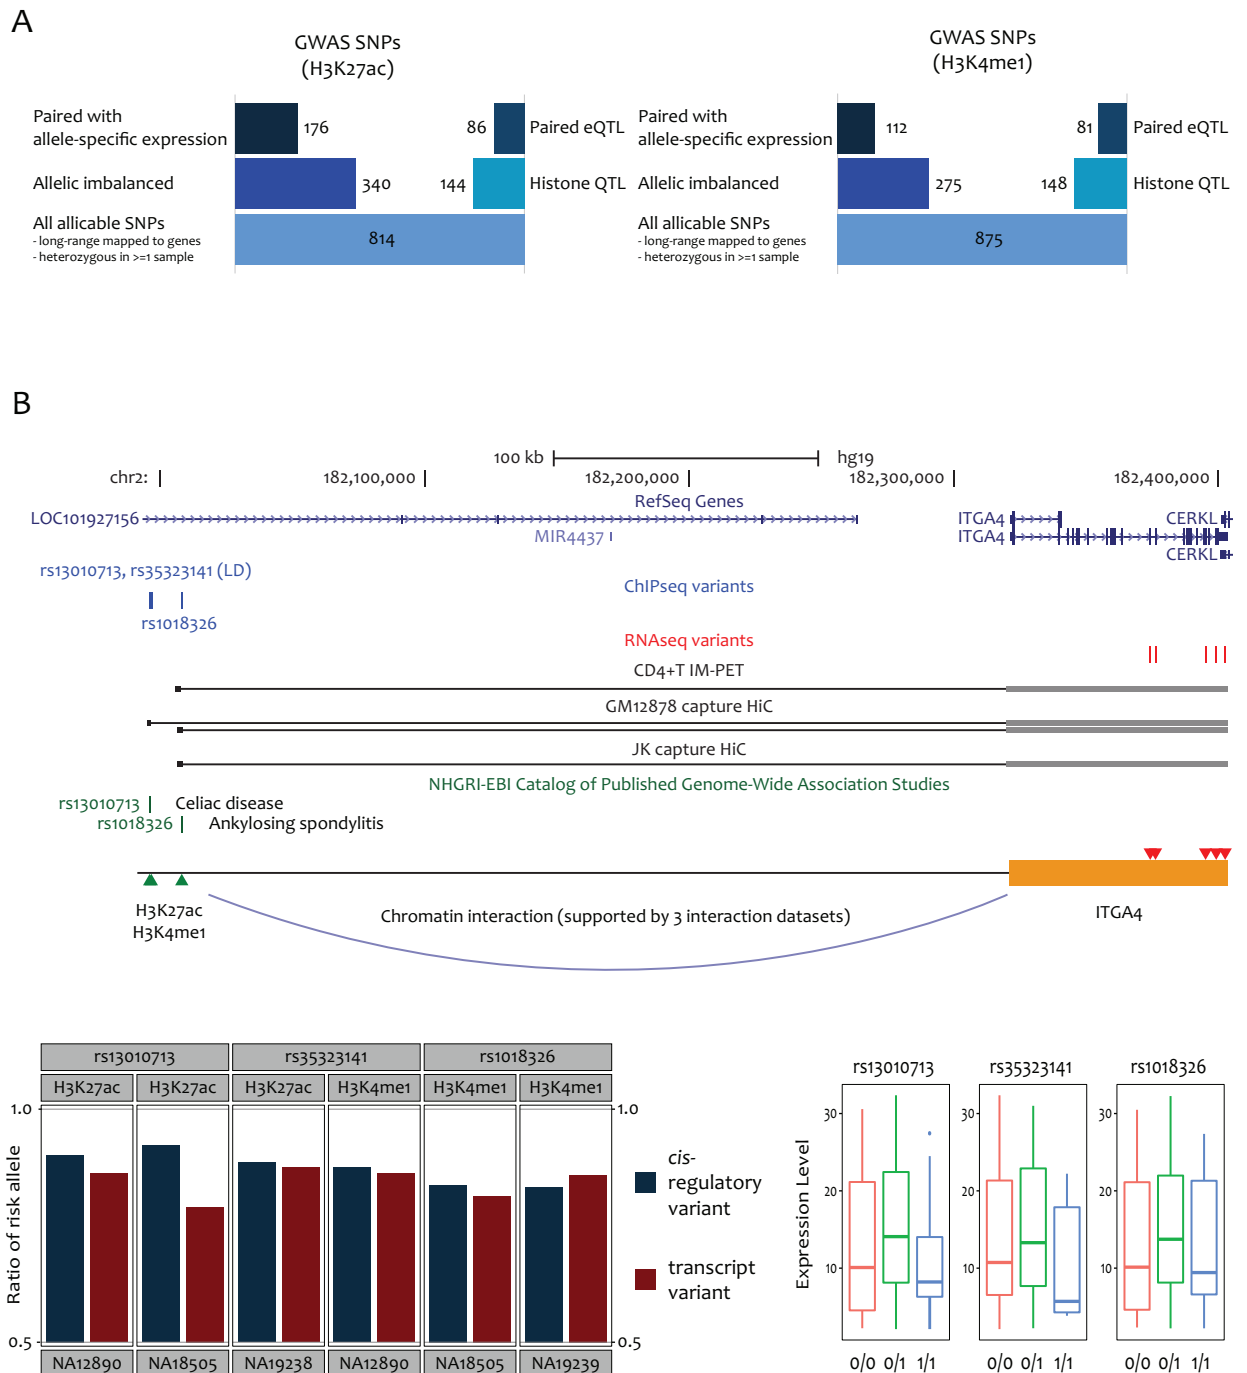 A
GWAS SNPs
(H3K27ac)
Paired with
allele-specific expression
176
86
Paired eQTL
Allelic imbalanced
340
144
Histone QTL
All allicable SNPs
- long-range mapped to genes
- heterozygous in >=1 sample
814
GWAS SNPs
(H3K4me1)
Paired with
allele-specific expression
112
81
Paired eQTL
Allelic imbalanced
275
148
Histone QTL
All allicable SNPs
- long-range mapped to genes
- heterozygous in >=1 sample
875
B
100 kb
hg19
chr2:
182,100,000
182,200,000
182,300,000
182,400,000
RefSeq Genes
LOC101927156
ITGA4
CERKL
MIR4437
ITGA4
CERKL
rs13010713, rs35323141 (LD)
ChIPseq variants
rs1018326
RNAseq variants
CD4+T IM-PET
GM12878 capture HiC
JK capture HiC
NHGRI-EBI Catalog of Published Genome-Wide Association Studies
rs13010713
Celiac disease
rs1018326
Ankylosing spondylitis
H3K27ac
H3K4me1
Chromatin interaction (supported by 3 interaction datasets)
ITGA4
rs13010713
rs35323141
rs1018326
H3K27ac
H3K27ac
H3K27ac
H3K4me1
H3K4me1
H3K4me1
1.0
1.0
Ratio of risk allele
0.5
0.5
NA12890
NA18505
NA19238
NA12890
NA18505
NA19239
cis-
regulatory
variant
transcript
variant
rs13010713
rs35323141
rs1018326
Expression Level
30
20
10
30
20
10
30
20
10
0/0 0/1 1/1
0/0 0/1 1/1
0/0 0/1 1/1